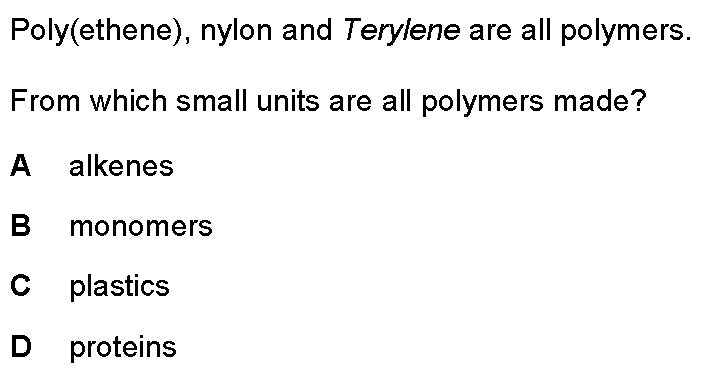 Poly(ethene), nylon and Terylene are all polymers.
From which small units are all polymers made?
A alkenes
B monomers
C plastics
D proteins